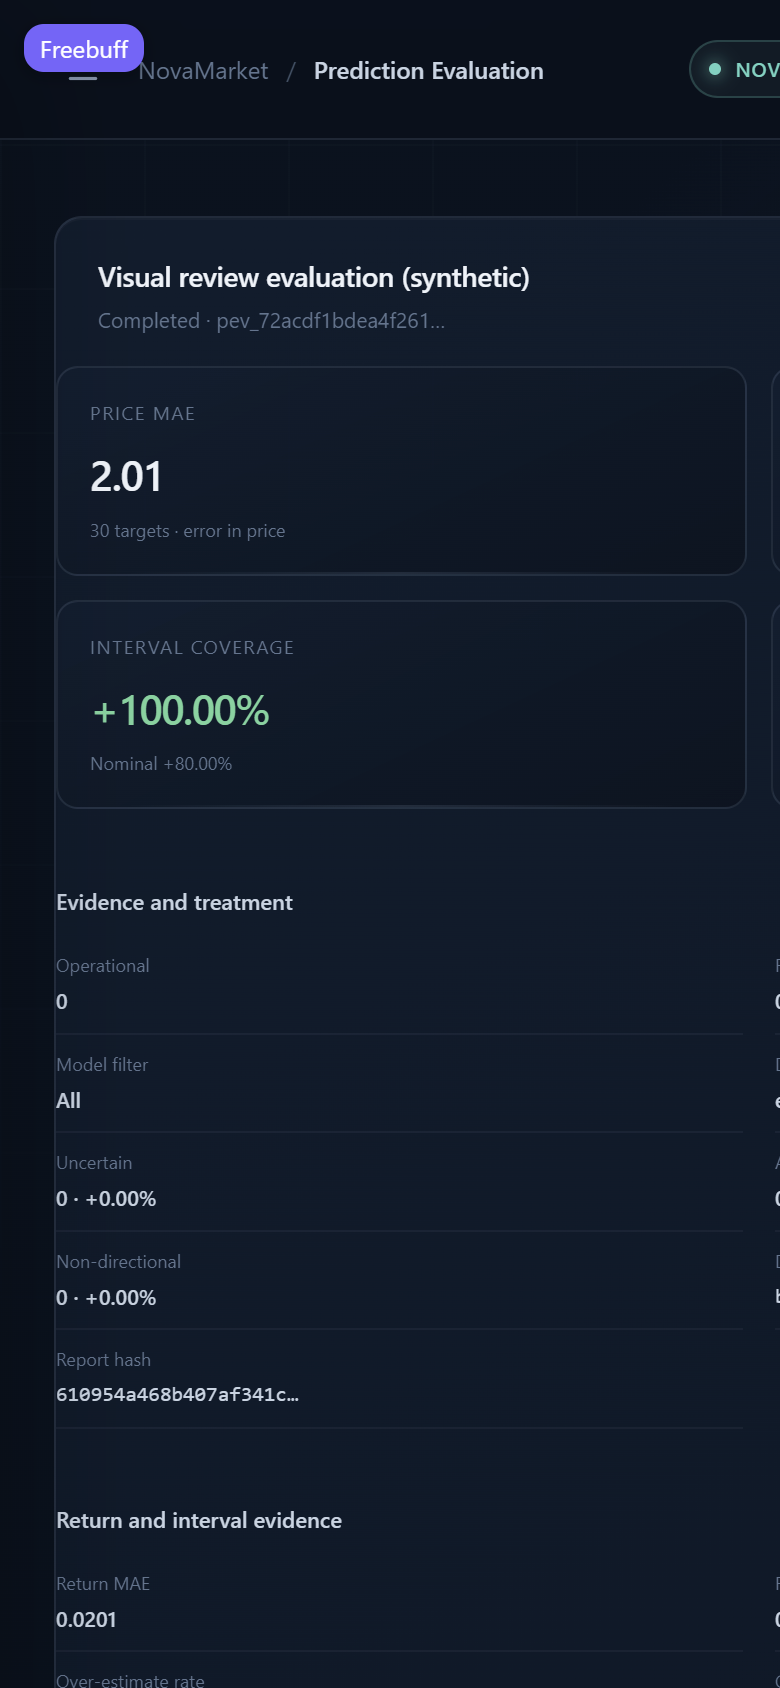 Freebuff
NovaMarket / Prediction Evaluation
NOV
Visual review evaluation (synthetic)
Completed · pev_72acdf1bdea4f261...
PRICE MAE
2.01
30 targets · error in price
INTERVAL COVERAGE
+100.00%
Nominal +80.00%
Evidence and treatment
Operational
0
Model filter
All
Uncertain
0 · +0.00%
Non-directional
0 · +0.00%
Report hash
610954a468b407af341c…
Return and interval evidence
Return MAE
0.0201
Over-estimate rate